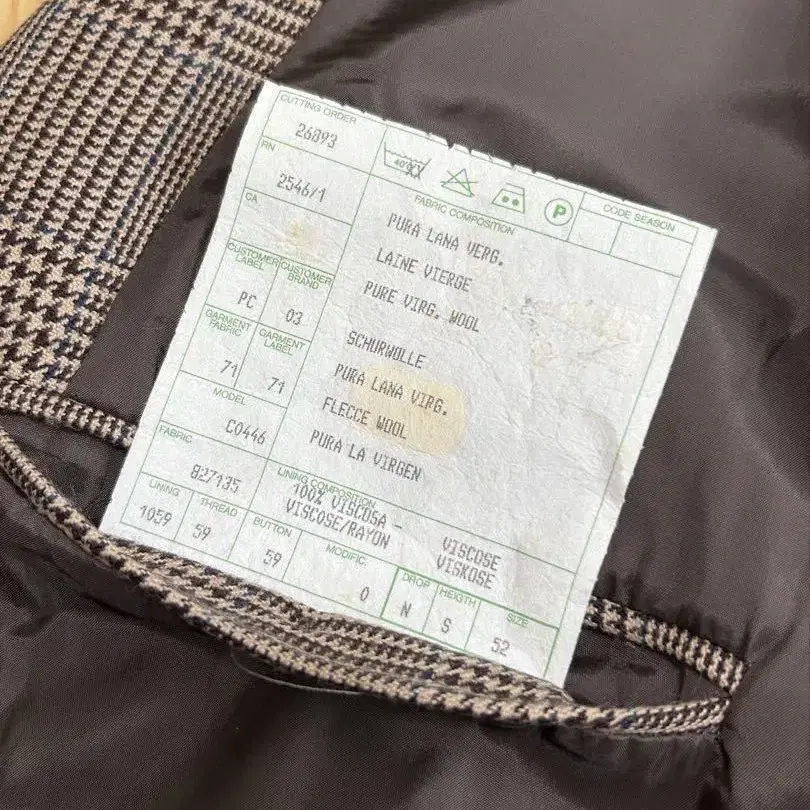 CUTTING ORDER
26893
40°C
P
CODE SEASON
RN
2546/1
CA
FABRIC COMPOSITION
PURA LANA VERG.
LAINE VIERGE
PURE VIRG. WOOL
SCHURWOLLE
PURA LANA VIRG.
FLECCE WOOL
PURA LA VIRGEN
CUSTOMER LABEL
CUSTOMER BRAND
PC
03
GARMENT FABRIC
GARMENT LABEL
71
71
MODEL
C0446
FABRIC
827135
LINING COMPOSITION
100% VISCOSA - VISCOSE
VISCOSE/RAYON VISKOSE
LINING
1059
THREAD
59
BUTTON
59
MODIFIC.
0
DROP
N
HEIGTH
S
SIZE
52